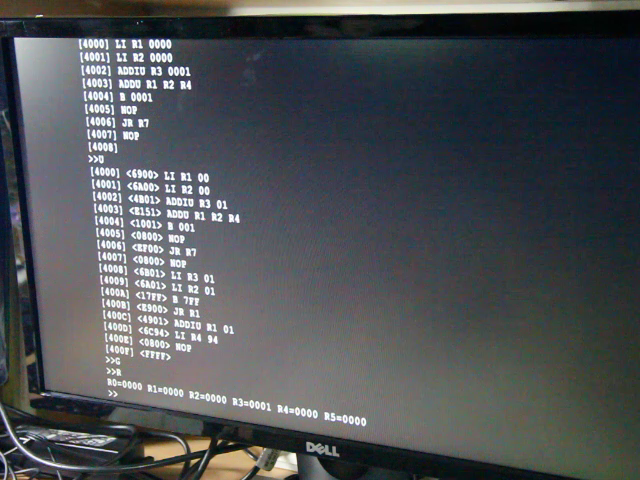 [4000] LI R1 0000
[4001] LI R2 0000
[4002] ADDIU R3 0001
[4003] ADDU R1 R2 R4
[4004] B 0001
[4005] NOP
[4006] JR R7
[4007] NOP
[4008]
>>U
[4000] <6900> LI R1 00
[4001] <6A00> LI R2 00
[4002] <4B01> ADDIU R3 01
[4003] <E151> ADDU R1 R2 R4
[4004] <1001> B 001
[4005] <0800> NOP
[4006] <EF00> JR R7
[4007] <0800> NOP
[4008] <6B01> LI R3 01
[4009] <6A01> LI R2 01
[400A] <17FF> B 7FF
[400B] <E900> JR R1
[400C] <4901> ADDIU R1 01
[400D] <6C94> LI R4 94
[400E] <0800> NOP
[400F] <FFFF>
>>G
>>R
R0=0000 R1=0000 R2=0000 R3=0001 R4=0000 R5=0000
>>
DELL